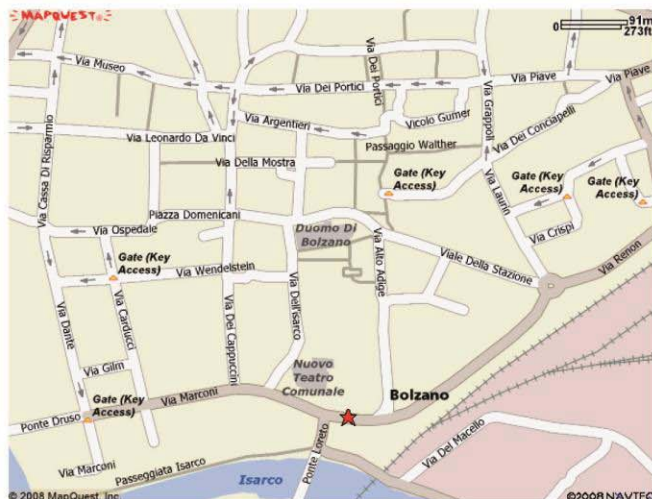 MAPQUEST
0 91m
273ft
Via Museo
Via Dei Portici
Via Dei Portici
Via Piave
Via Piave
Via Grappoli
Via Argentieri
Vicolo Gumer
Via Dei Conciapelli
Via Leonardo Da Vinci
Passaggio Walther
Via Cassa Di Risparmio
Via Della Mostra
Gate (Key
Access)
Gate (Key
Access)
Gate (Key
Access)
Via Laurin
Piazza Domenicani
Via Ospedale
Duomo Di
Bolzano
Via Crispi
Viale Della Stazione
Via Renon
Gate (Key
Access)
Via Wendelstein
Via Alto Adige
Via Dell'isarco
Via Dante
Via Carducci
Via Dei Cappuccini
Via Gilm
Nuovo
Teatro
Comunale
Bolzano
Gate (Key
Access)
Via Marconi
Ponte Druso
Via Marconi
Passeggiata Isarco
Isarco
Ponte Loreto
Via Del Macello
© 2008 MapQuest, Inc.
©2008 NAVTEQ